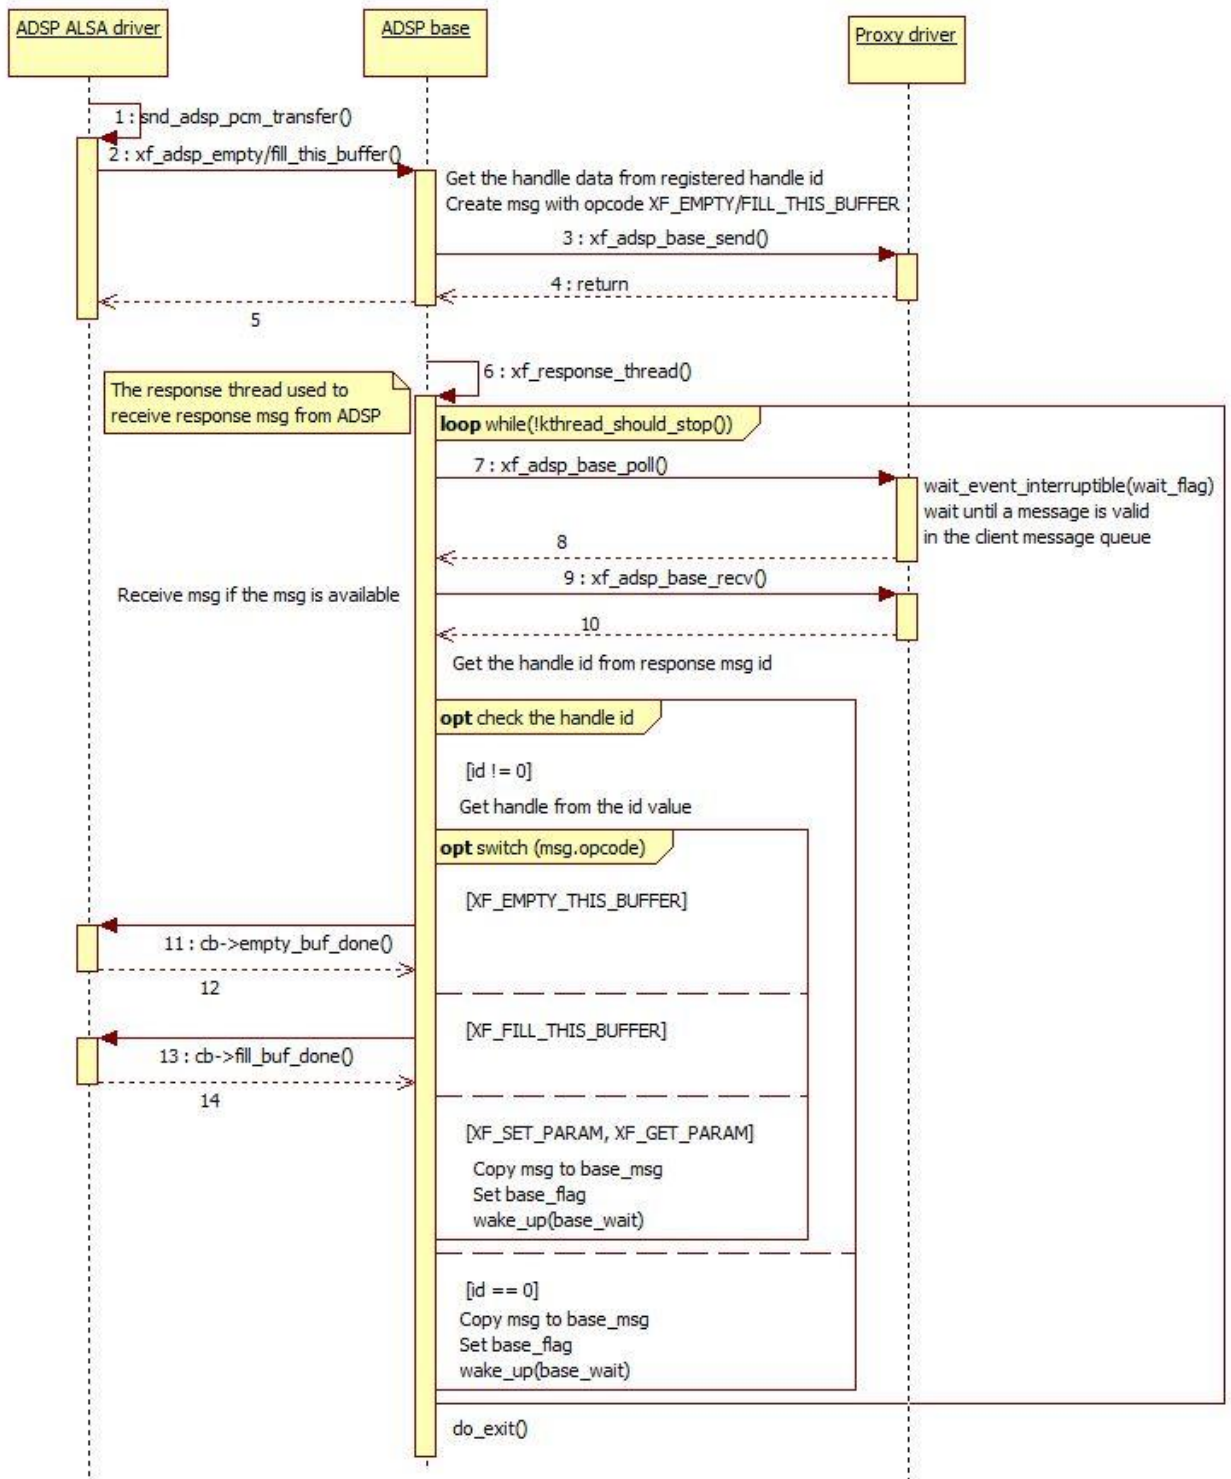 ADSP ALSA driver
ADSP base
Proxy driver
1 : snd_adsp_pcm_transfer()
2 : xf_adsp_empty/fill_this_buffer()
Get the handlle data from registered handle id
Create msg with opcode XF_EMPTY/FILL_THIS_BUFFER
3 : xf_adsp_base_send()
4 : return
5
6 : xf_response_thread()
The response thread used to
receive response msg from ADSP
loop while(!kthread_should_stop())
7 : xf_adsp_base_poll()
wait_event_interruptible(wait_flag)
wait until a message is valid
in the client message queue
8
9 : xf_adsp_base_recv()
Receive msg if the msg is available
10
Get the handle id from response msg id
opt check the handle id
[id != 0]
Get handle from the id value
opt switch (msg.opcode)
[XF_EMPTY_THIS_BUFFER]
11 : cb->empty_buf_done()
12
[XF_FILL_THIS_BUFFER]
13 : cb->fill_buf_done()
14
[XF_SET_PARAM, XF_GET_PARAM]
Copy msg to base_msg
Set base_flag
wake_up(base_wait)
[id == 0]
Copy msg to base_msg
Set base_flag
wake_up(base_wait)
do_exit()